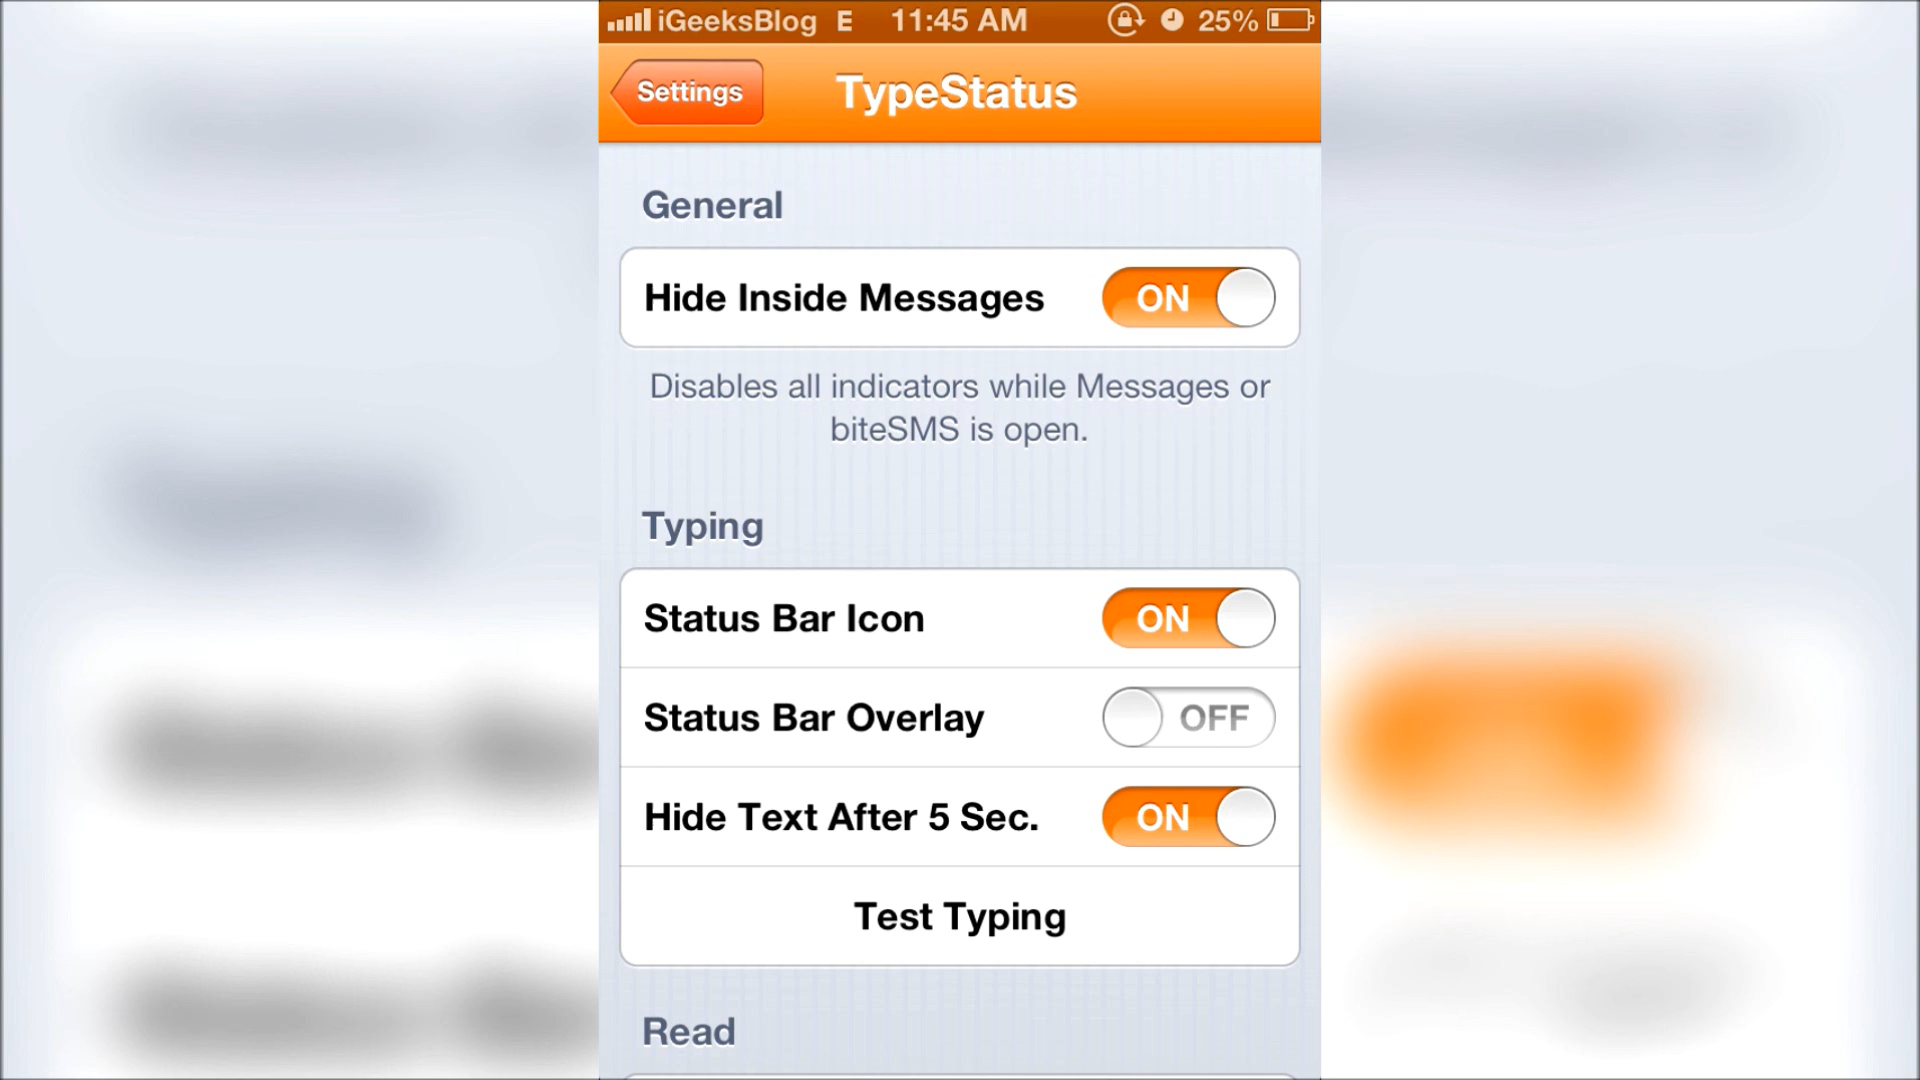 iGeeksBlog E 11:45 AM 25%
Settings TypeStatus
General
Hide Inside Messages ON
Disables all indicators while Messages or
biteSMS is open.
Typing
Status Bar Icon ON
Status Bar Overlay OFF
Hide Text After 5 Sec. ON
Test Typing
Read